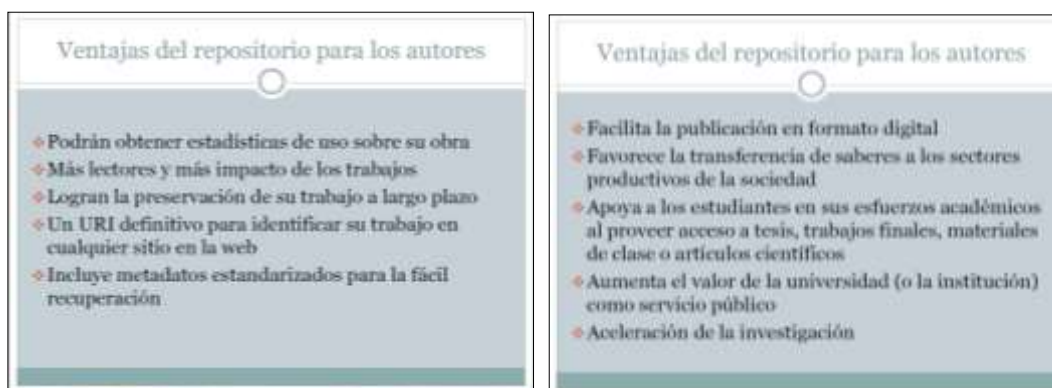 Ventajas del repositorio para los autores
❖Podrán obtener estadísticas de uso sobre su obra
❖Más lectores y más impacto de los trabajos
❖Logran la preservación de su trabajo a largo plazo
❖Un URI definitivo para identificar su trabajo en
cualquier sitio en la web
❖Incluye metadatos estandarizados para la fácil
recuperación
Ventajas del repositorio para los autores
❖Facilita la publicación en formato digital
❖Favorece la transferencia de saberes a los sectores
productivos de la sociedad
❖Apoya a los estudiantes en sus esfuerzos académicos
al proveer acceso a tesis, trabajos finales, materiales
de clase o artículos científicos
❖Aumenta el valor de la universidad (o la institución)
como servicio público
❖Aceleración de la investigación